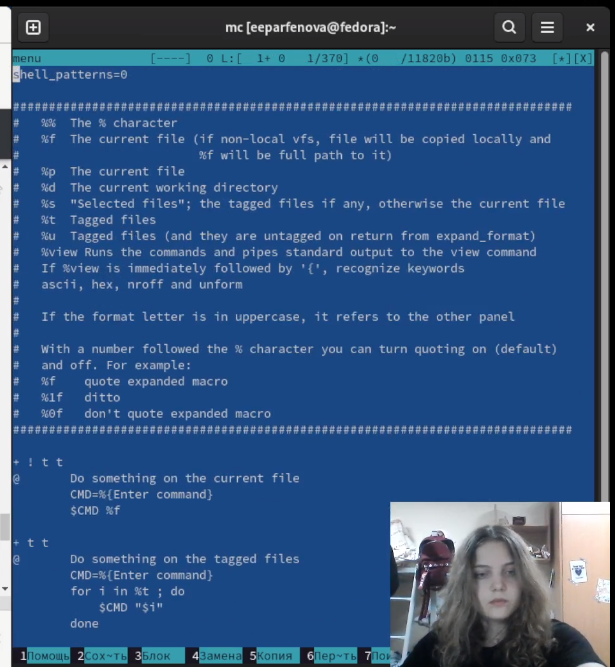 mc [eeparfenova@fedora]:~
menu [----] 0 L:[ 1+ 0 1/370] *(0 /11820b) 0115 0x073 [*][X]
shell_patterns=0
###############################################################################
# %% The % character
# %f The current file (if non-local vfs, file will be copied locally and
# %f will be full path to it)
# %p The current file
# %d The current working directory
# %s "Selected files"; the tagged files if any, otherwise the current file
# %t Tagged files
# %u Tagged files (and they are untagged on return from expand_format)
# %view Runs the commands and pipes standard output to the view command
# If %view is immediately followed by '{', recognize keywords
# ascii, hex, nroff and unform
#
# If the format letter is in uppercase, it refers to the other panel
#
# With a number followed the % character you can turn quoting on (default)
# and off. For example:
# %f quote expanded macro
# %1f ditto
# %0f don't quote expanded macro
###############################################################################
+ ! t t
@ Do something on the current file
CMD=%{Enter command}
$CMD %f
+ t t
@ Do something on the tagged files
CMD=%{Enter command}
for i in %t ; do
$CMD "$i"
done
1Помощь 2Сох~ть 3Блок 4Замена 5Копия 6Пер~ть 7